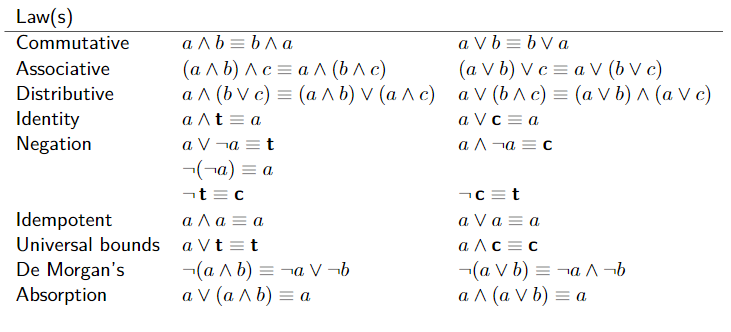 Law(s)
Commutative a ∧ b ≡ b ∧ a a ∨ b ≡ b ∨ a
Associative (a ∧ b) ∧ c ≡ a ∧ (b ∧ c) (a ∨ b) ∨ c ≡ a ∨ (b ∨ c)
Distributive a ∧ (b ∨ c) ≡ (a ∧ b) ∨ (a ∧ c) a ∨ (b ∧ c) ≡ (a ∨ b) ∧ (a ∨ c)
Identity a ∧ t ≡ a a ∨ c ≡ a
Negation a ∨ ¬a ≡ t a ∧ ¬a ≡ c
¬(¬a) ≡ a
¬t ≡ c ¬c ≡ t
Idempotent a ∧ a ≡ a a ∨ a ≡ a
Universal bounds a ∨ t ≡ t a ∧ c ≡ c
De Morgan's ¬(a ∧ b) ≡ ¬a ∨ ¬b ¬(a ∨ b) ≡ ¬a ∧ ¬b
Absorption a ∨ (a ∧ b) ≡ a a ∧ (a ∨ b) ≡ a